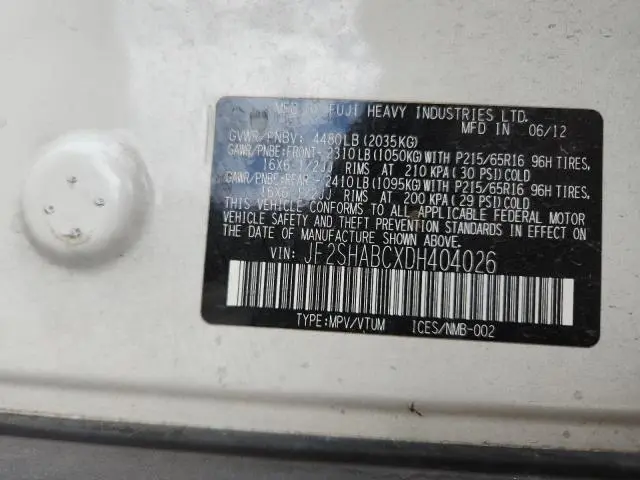 MFD BY FUJI HEAVY INDUSTRIES LTD.
MFD IN 06/12
GVWR/PNBV: 4480LB (2035KG)
GAWR/PNBE:FRONT- 2310LB(1050KG)WITH P215/65R16 96H TIRES,
16X6 1/2JJ RIMS AT 210 KPA( 30 PSI)COLD
GAWR/PNBE:REAR - 2410LB(1095KG)WITH P215/65R16 96H TIRES,
16X6 1/2JJ RIMS AT 200 KPA( 29 PSI)COLD
THIS VEHICLE CONFORMS TO ALL APPLICABLE FEDERAL MOTOR
VEHICLE SAFETY AND THEFT PREVENTION STANDARDS IN EFFECT ON
THE DATE OF MANUFACTURE SHOWN ABOVE.
VIN: JF2SHABCXDH404026
TYPE:MPV/VTUM ICES/NMB-002